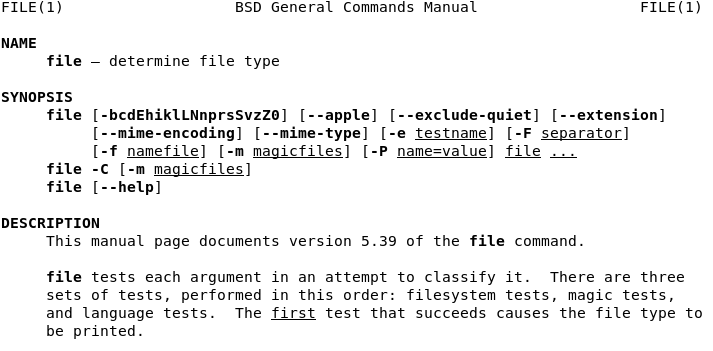 FILE(1)                   BSD General Commands Manual                  FILE(1)
NAME
file — determine file type
SYNOPSIS
file [-bcdEhiklLNnprsSvzZ0] [--apple] [--exclude-quiet] [--extension]
[--mime-encoding] [--mime-type] [-e testname] [-F separator]
[-f namefile] [-m magicfiles] [-P name=value] file ...
file -C [-m magicfiles]
file [--help]
DESCRIPTION
This manual page documents version 5.39 of the file command.
file tests each argument in an attempt to classify it.  There are three
sets of tests, performed in this order: filesystem tests, magic tests,
and language tests.  The first test that succeeds causes the file type to
be printed.